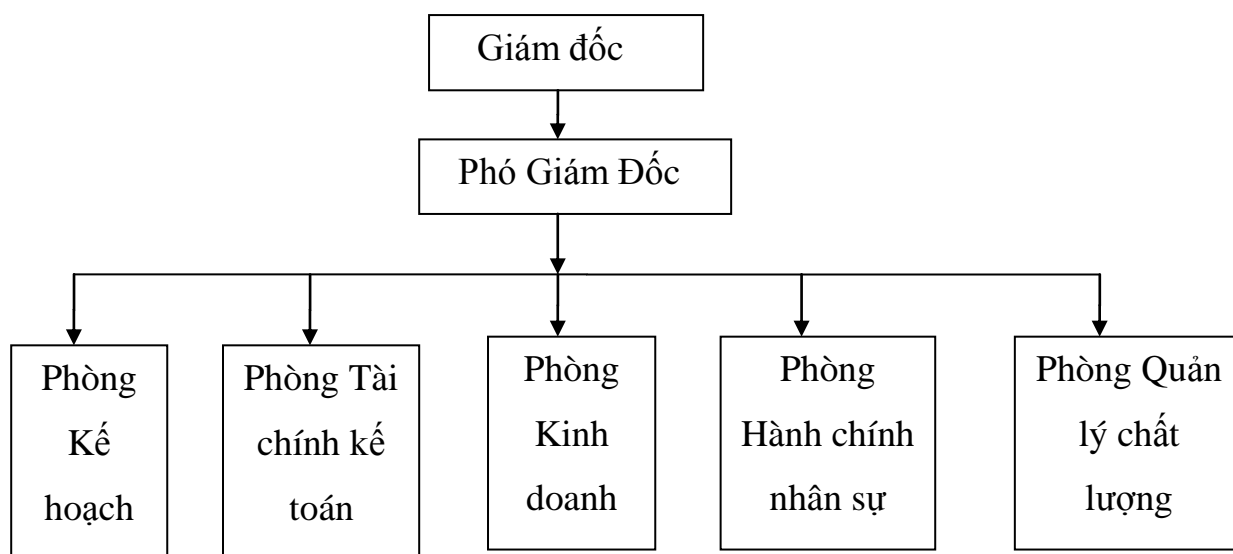 Giám đốc
Phó Giám Đốc
Phòng
Kế
hoạch
Phòng Tài
chính kế
toán
Phòng
Kinh
doanh
Phòng
Hành chính
nhân sự
Phòng Quản
lý chất
lượng